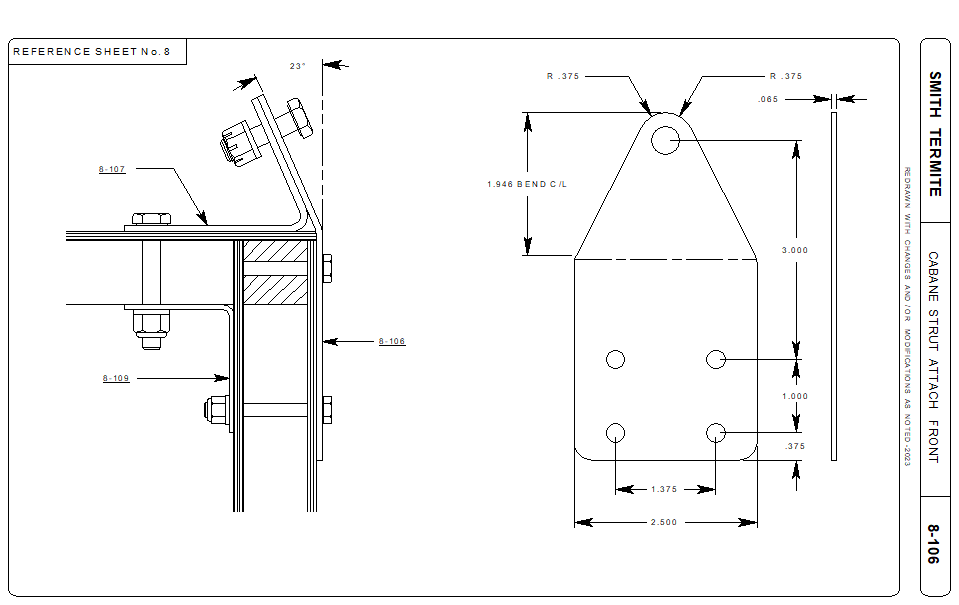 REFERENCE SHEET No. 8
23°
8-107
8-106
8-109
R .375
R .375
.065
1.946 BEND C/L
3.000
1.000
.375
1.375
2.500
REDRAWN WITH CHANGES AND/OR MODIFICATIONS AS NOTED -2023
SMITH TERMITE
CABANE STRUT ATTACH FRONT
8-106